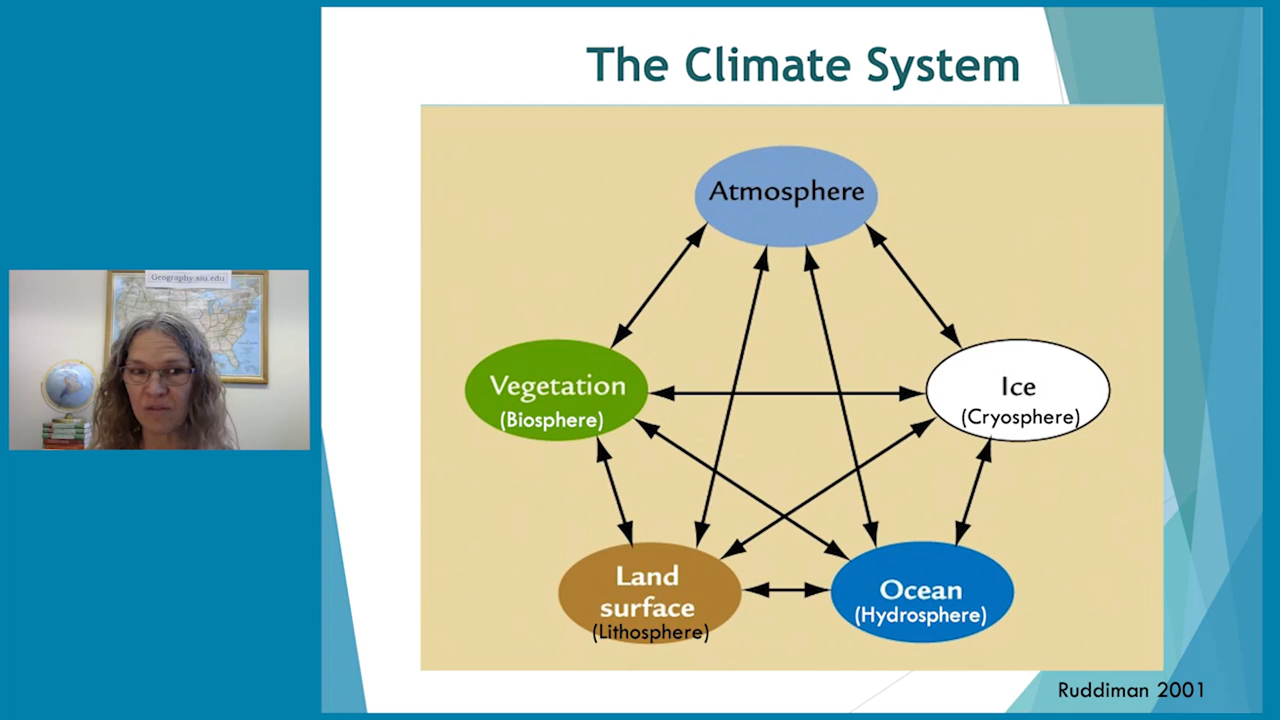 The Climate System
Geography.siu.edu
Atmosphere
Vegetation
(Biosphere)
Ice
(Cryosphere)
Land
surface
(Lithosphere)
Ocean
(Hydrosphere)
Ruddiman 2001